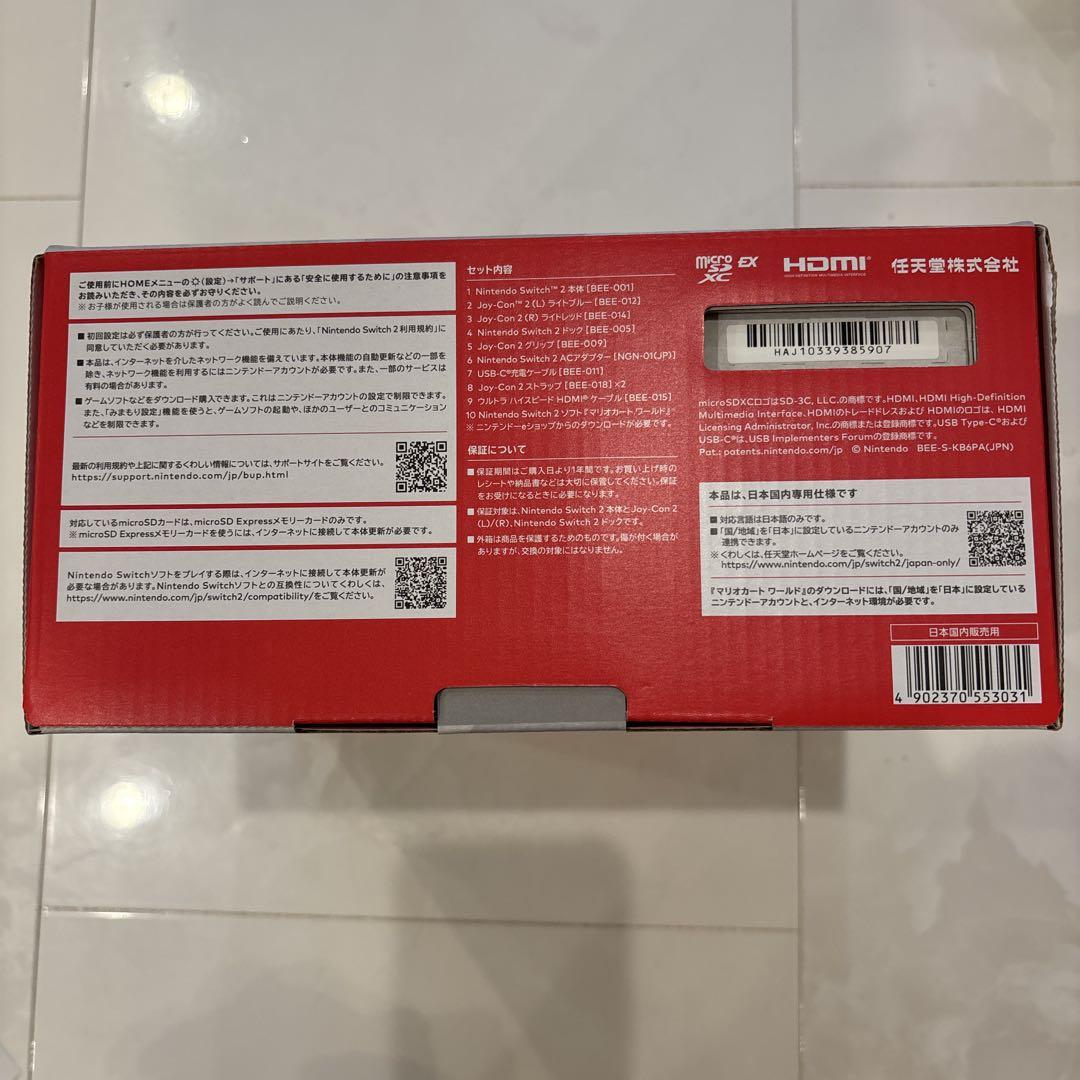 ご使用前にHOMEメニューの(設定)→「サポート」にある「安全に使用するために」の注意事項を
お読みいただき、その内容を必ずお守りください。
※お子様が使用される場合は保護者の方がよく読んでご説明ください。
■初回設定は必ず保護者の方が行ってください。ご使用にあたり、「Nintendo Switch 2 利用規約」に
同意していただく必要があります。
■本品は、インターネットを介したネットワーク機能を備えています。本体機能の自動更新などの一部を
除き、ネットワーク機能を利用するにはニンテンドーアカウントが必要です。また、一部のサービスは
有料の場合があります。
■ゲームソフトなどをダウンロード購入できます。これはニンテンドーアカウントの設定で制限できます。
また、「みまもり設定」機能を使うと、ゲームソフトの起動や、ほかのユーザーとのコミュニケーション
などを制限できます。
最新の利用規約や上記に関するくわしい情報については、サポートサイトをご覧ください。
https://support.nintendo.com/jp/bup.html
対応しているmicroSDカードは、microSD Expressメモリーカードのみです。
※microSD Expressメモリーカードを使うには、インターネットに接続して本体更新が必要です。
Nintendo Switchソフトをプレイする際は、インターネットに接続して本体更新が
必要な場合があります。Nintendo Switchソフトとの互換性についてくわしくは、
https://www.nintendo.com/jp/switch2/compatibility/をご覧ください。
セット内容
1 Nintendo Switch™ 2 本体 [BEE-001]
2 Joy-Con™ 2 (L) ライトブルー [BEE-012]
3 Joy-Con 2 (R) ライトレッド [BEE-014]
4 Nintendo Switch 2 ドック [BEE-005]
5 Joy-Con 2 グリップ [BEE-009]
6 Nintendo Switch 2 ACアダプター [NGN-01(JP)]
7 USB-C®充電ケーブル [BEE-011]
8 Joy-Con 2 ストラップ [BEE-018] ×2
9 ウルトラ ハイスピード HDMI® ケーブル [BEE-015]
10 Nintendo Switch 2 ソフト『マリオカート ワールド』
※ ニンテンドーeショップからのダウンロードが必要です。
保証について
■保証期間はご購入日より1年間です。お買い上げ時の
レシートや納品書などは大切に保管してください。保証
をお受けになるときに必要になります。
■保証対象は、Nintendo Switch 2 本体とJoy-Con 2
(L)/(R)、Nintendo Switch 2 ドックです。
■外箱は商品を保護するためのものです。傷が付く場合が
ありますが、交換の対象にはなりません。
micro SD XC EX
HDMI®
HIGH DEFINITION MULTIMEDIA INTERFACE
任天堂株式会社
HAJ10339385907
microSDXCロゴはSD-3C, LLC.の商標です。HDMI、HDMI High-Definition
Multimedia Interface、HDMIのトレードドレスおよび HDMIのロゴは、HDMI
Licensing Administrator, Inc.の商標または登録商標です。USB Type-C®および
USB-C®は、USB Implementers Forumの登録商標です。
Pat.: patents.nintendo.com/jp © Nintendo BEE-S-KB6PA(JPN)
本品は、日本国内専用仕様です
■対応言語は日本語のみです。
■「国/地域」を「日本」に設定しているニンテンドーアカウントのみ
連携できます。
※くわしくは、任天堂ホームページをご覧ください。
https://www.nintendo.com/jp/switch2/japan-only/
『マリオカート ワールド』のダウンロードには、「国/地域」を「日本」に設定している
ニンテンドーアカウントと、インターネット環境が必要です。
日本国内販売用
4 902370 553031